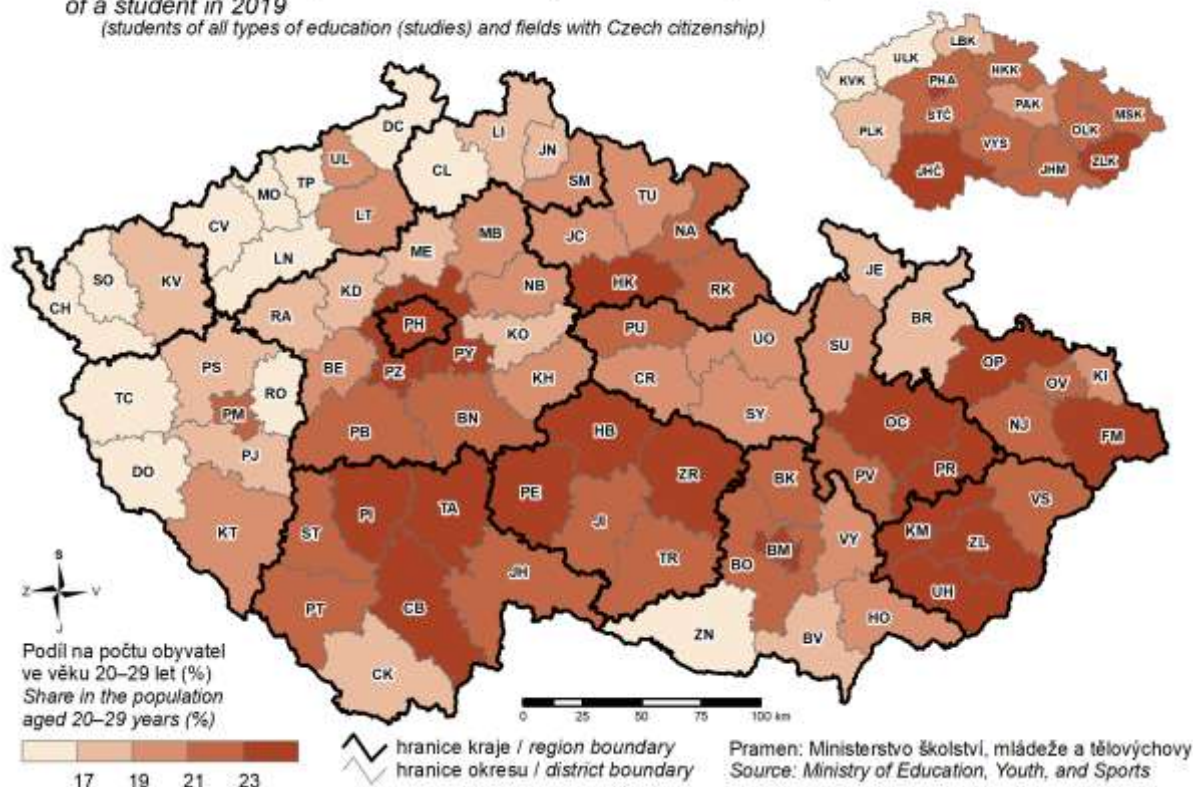 of a student in 2019
(students of all types of education (studies) and fields with Czech citizenship)
LBK
ULK
HKK
KVK
PHA
PAK
STČ
MSK
PLK
OLK
VYS
ZLK
JHČ
JHM
DC
LI
UL
JN
CL
TP
SM
MO
TU
LT
CV
MB
NA
JC
ME
LN
JE
SO
KV
KD
NB
HK
RK
CH
RA
PH
BR
KO
PU
UO
SU
PY
OP
PS
BE
PZ
KH
CR
OV
KI
RO
TC
PM
SY
OC
NJ
FM
PB
BN
HB
PJ
DO
PR
ZR
PV
BK
VS
PE
PI
TA
JI
KT
ST
KM
ZL
VY
BM
TR
BO
JH
UH
PT
CB
HO
ZN
BV
CK
S
Z
V
J
Podíl na počtu obyvatel
ve věku 20–29 let (%)
Share in the population
aged 20–29 years (%)
17 19 21 23
0 25 50 75 100 km
hranice kraje / region boundary
hranice okresu / district boundary
Pramen: Ministerstvo školství, mládeže a tělovýchovy
Source: Ministry of Education, Youth, and Sports